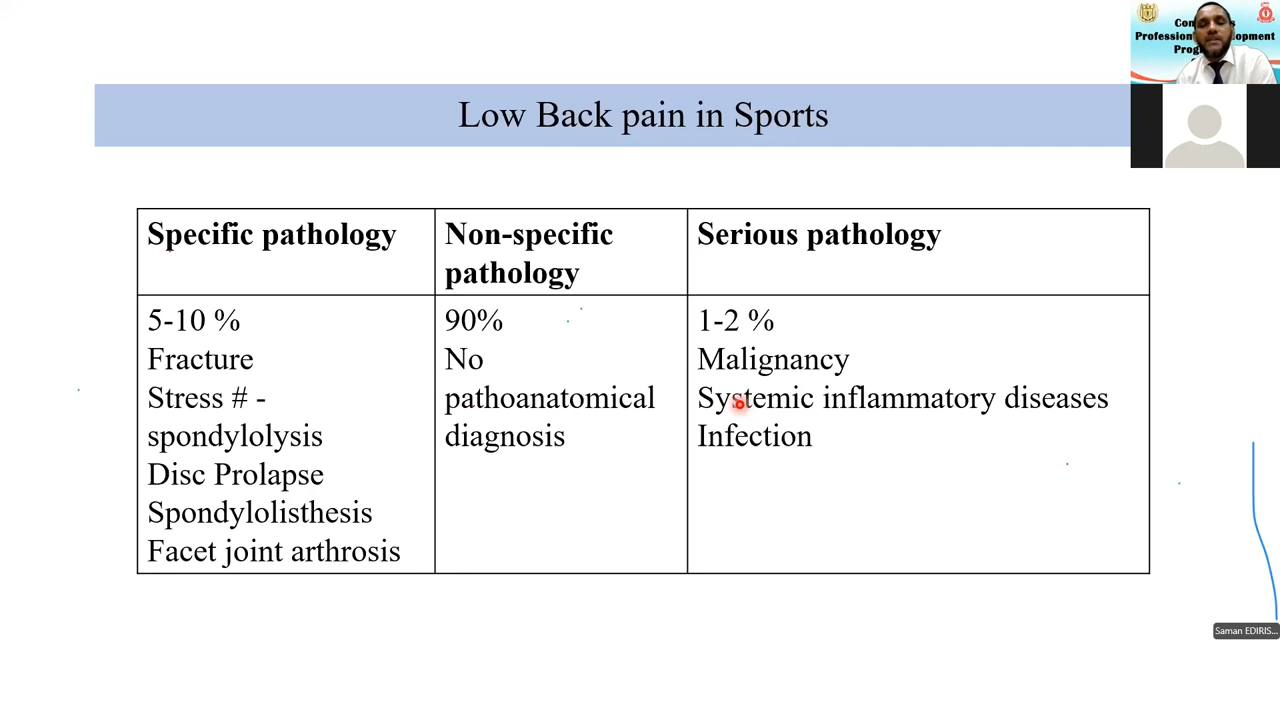 Low Back pain in Sports
Specific pathology
Non-specific
pathology
Serious pathology
5-10 %
Fracture
Stress # -
spondylolysis
Disc Prolapse
Spondylolisthesis
Facet joint arthrosis
90%
No
pathoanatomical
diagnosis
1-2 %
Malignancy
Systemic inflammatory diseases
Infection
Saman EDIRIS...